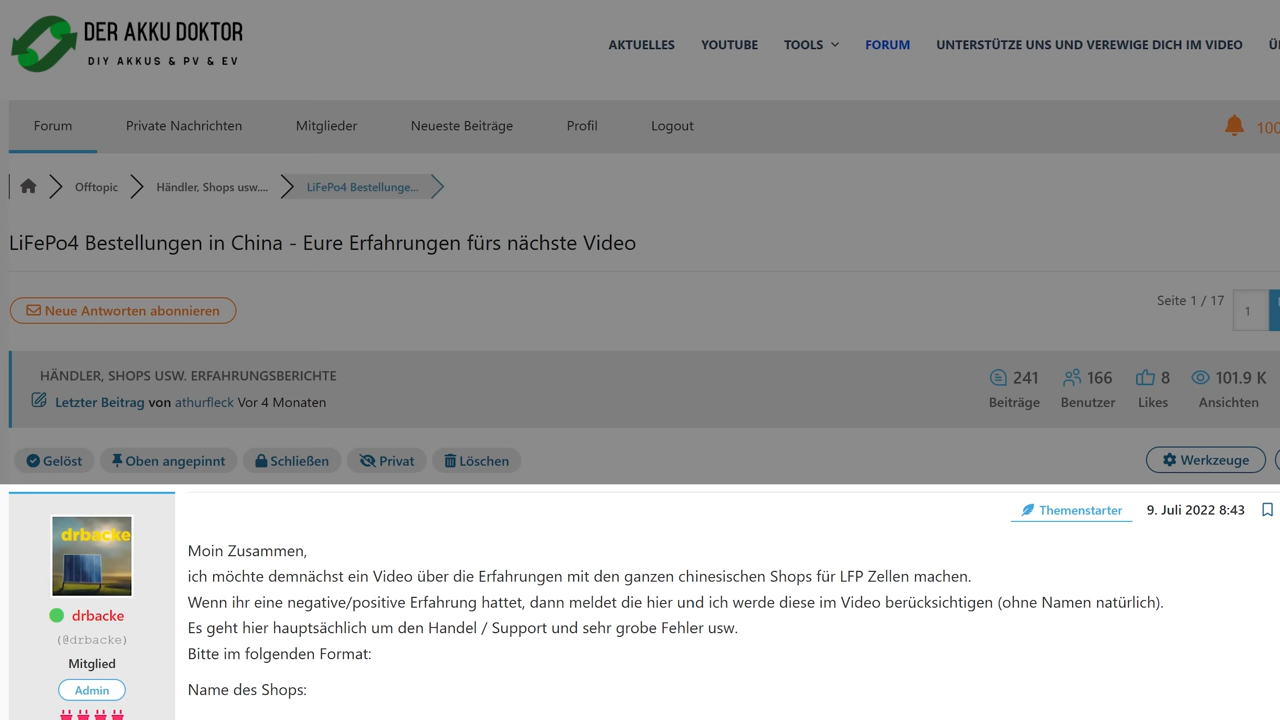 DER AKKU DOKTOR
DIY AKKUS & PV & EV
AKTUELLES YOUTUBE TOOLS FORUM UNTERSTÜTZE UNS UND VEREWIGE DICH IM VIDEO
Forum Private Nachrichten Mitglieder Neueste Beiträge Profil Logout 100
Offtopic Händler, Shops usw.... LiFePo4 Bestellunge...
LiFePo4 Bestellungen in China - Eure Erfahrungen fürs nächste Video
Neue Antworten abonnieren Seite 1 / 17 1
HÄNDLER, SHOPS USW. ERFAHRUNGSBERICHTE
241 166 8 101.9 K
Letzter Beitrag von athurfleck Vor 4 Monaten
Beiträge Benutzer Likes Ansichten
Gelöst Oben angepinnt Schließen Privat Löschen Werkzeuge
Themenstarter 9. Juli 2022 8:43
drbacke
drbacke
(@drbacke)
Mitglied
Admin
Moin Zusammen,
ich möchte demnächst ein Video über die Erfahrungen mit den ganzen chinesischen Shops für LFP Zellen machen.
Wenn ihr eine negative/positive Erfahrung hattet, dann meldet die hier und ich werde diese im Video berücksichtigen (ohne Namen natürlich).
Es geht hier hauptsächlich um den Handel / Support und sehr grobe Fehler usw.
Bitte im folgenden Format:
Name des Shops: